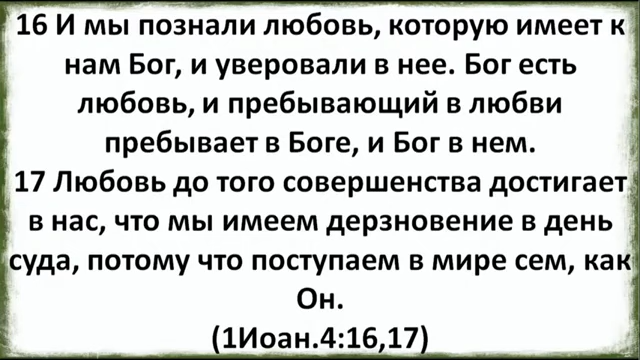 16 И мы познали любовь, которую имеет к
нам Бог, и уверовали в нее. Бог есть
любовь, и пребывающий в любви
пребывает в Боге, и Бог в нем.
17 Любовь до того совершенства достигает
в нас, что мы имеем дерзновение в день
суда, потому что поступаем в мире сем, как
Он.
(1Иоан.4:16,17)